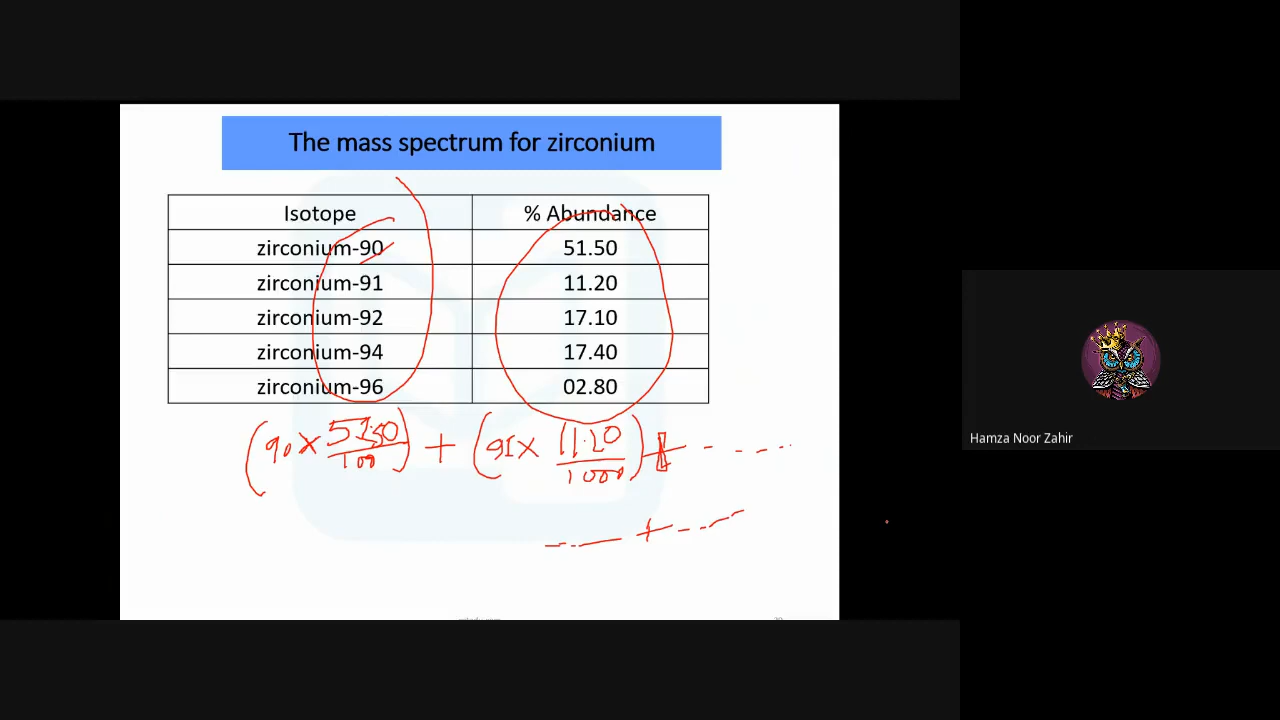 The mass spectrum for zirconium
Isotope % Abundance
zirconium-90 51.50
zirconium-91 11.20
zirconium-92 17.10
zirconium-94 17.40
zirconium-96 02.80
(90 × 51.50/100) + (91 × 11.20/1000) + - - - - -
- - - - + - - - -
Hamza Noor Zahir